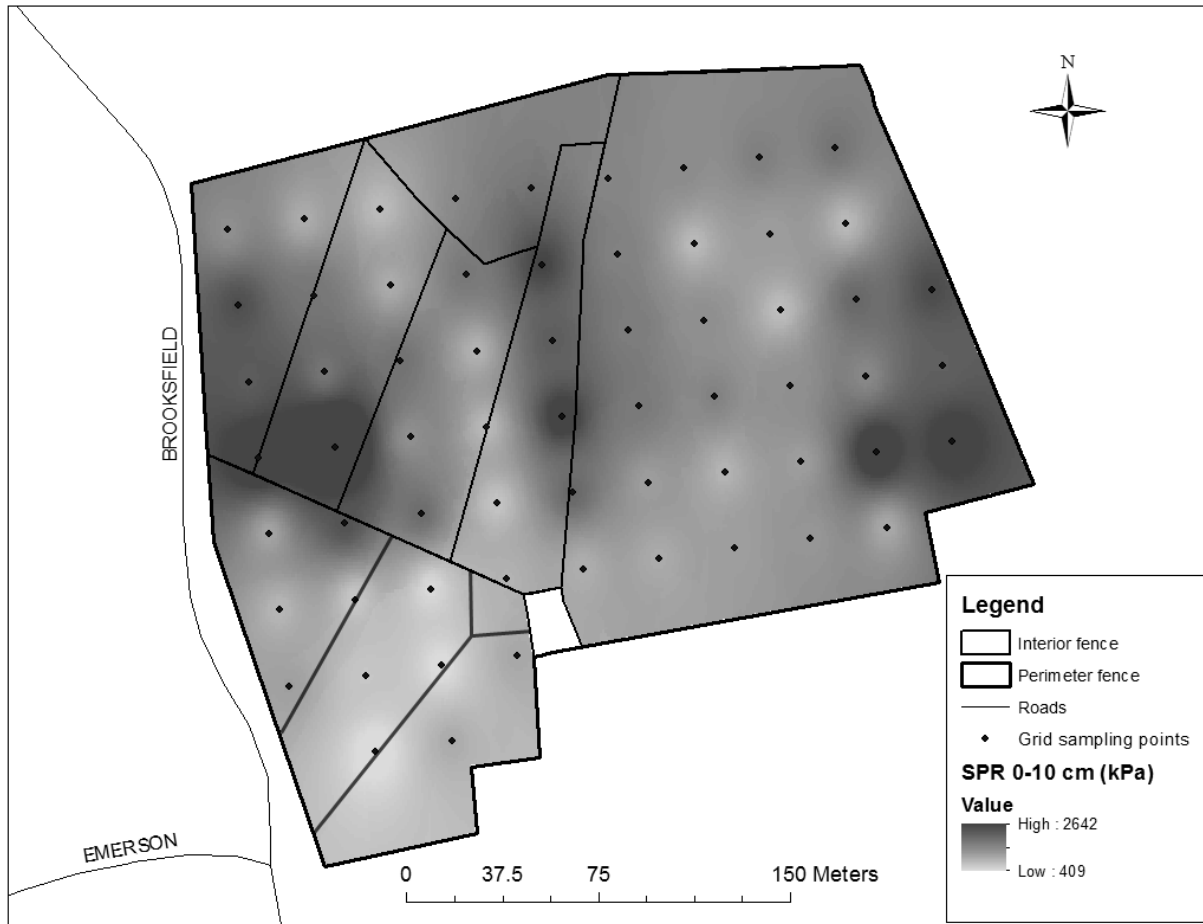 N
BROOKSFIELD
EMERSON
0 37.5 75 150 Meters
Legend
Interior fence
Perimeter fence
Roads
Grid sampling points
SPR 0-10 cm (kPa)
Value
High : 2642
Low : 409